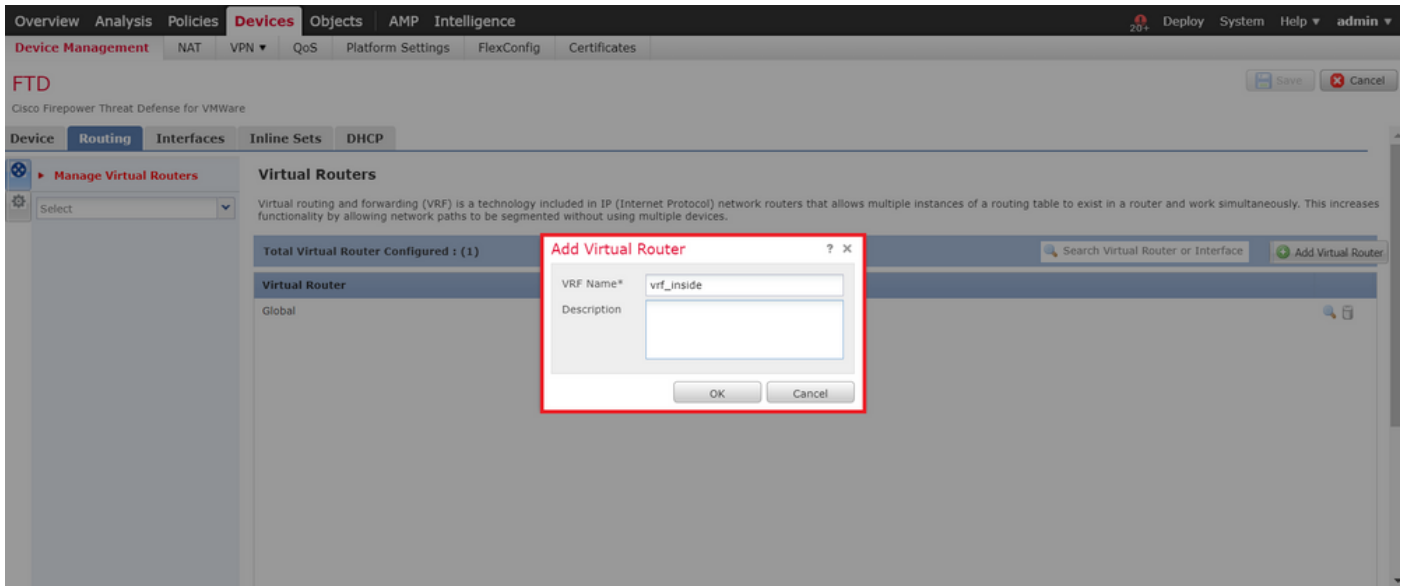 Overview Analysis Policies Devices Objects AMP Intelligence 20+ Deploy System Help admin
Device Management NAT VPN QoS Platform Settings FlexConfig Certificates
FTD
Save Cancel
Cisco Firepower Threat Defense for VMWare
Device Routing Interfaces Inline Sets DHCP
Manage Virtual Routers
Select
Virtual Routers
Virtual routing and forwarding (VRF) is a technology included in IP (Internet Protocol) network routers that allows multiple instances of a routing table to exist in a router and work simultaneously. This increases
functionality by allowing network paths to be segmented without using multiple devices.
Total Virtual Router Configured : (1)
Search Virtual Router or Interface
Add Virtual Router
Virtual Router
Global
Add Virtual Router ? ×
VRF Name* vrf_inside
Description
OK Cancel